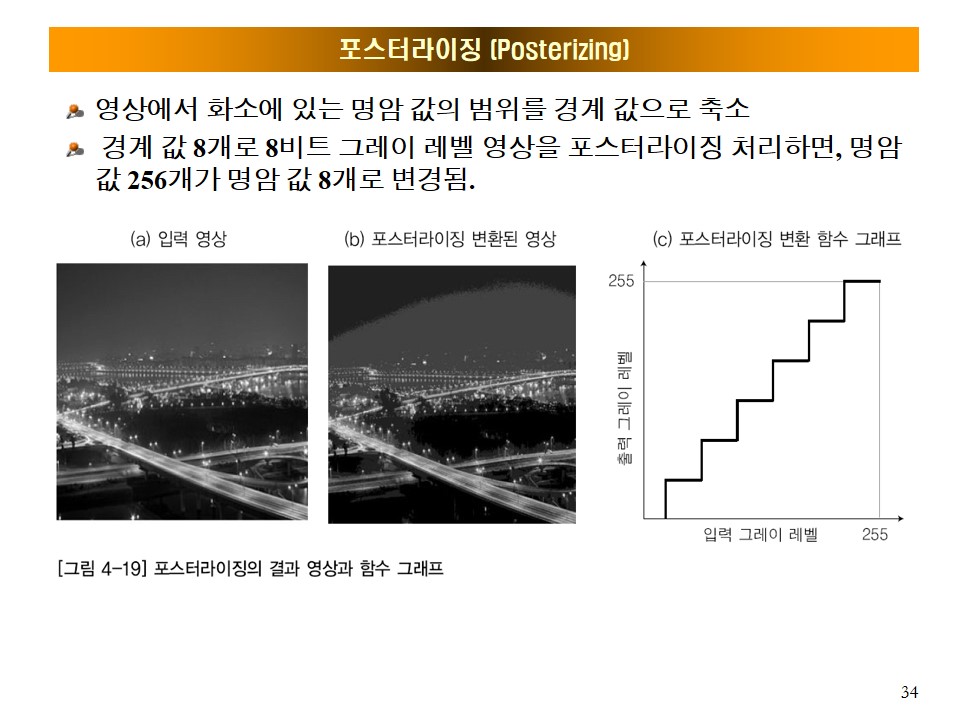 포스터라이징 (Posterizing)
영상에서 화소에 있는 명암 값의 범위를 경계 값으로 축소
경계 값 8개로 8비트 그레이 레벨 영상을 포스터라이징 처리하면, 명암
값 256개가 명암 값 8개로 변경됨.
(a) 입력 영상
(b) 포스터라이징 변환된 영상
(c) 포스터라이징 변환 함수 그래프
255
출력 그레이 레벨
입력 그레이 레벨
255
[그림 4-19] 포스터라이징의 결과 영상과 함수 그래프
34